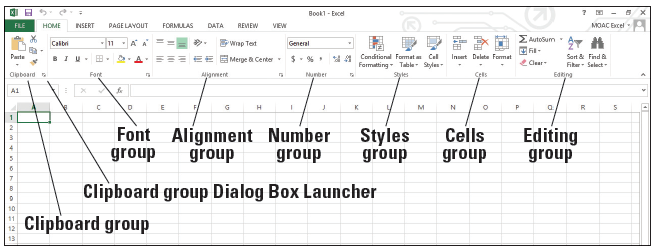 Book1 - Excel
FILE HOME INSERT PAGE LAYOUT FORMULAS DATA REVIEW VIEW MOAC Excel
Calibri 11 A A Wrap Text General AutoSum
Fill
Paste B I U A Merge & Center $ % , Conditional Format as Cell Insert Delete Format Clear Sort & Find &
Formatting Table Styles Filter Select
Clipboard Font Alignment Number Styles Cells Editing
A1 fx
A B C D E F G H I J K L M N O P Q R S
1
2
3
4
5
6
7
8
9
10
11
12
13
Font group
Alignment group
Number group
Styles group
Cells group
Editing group
Clipboard group Dialog Box Launcher
Clipboard group